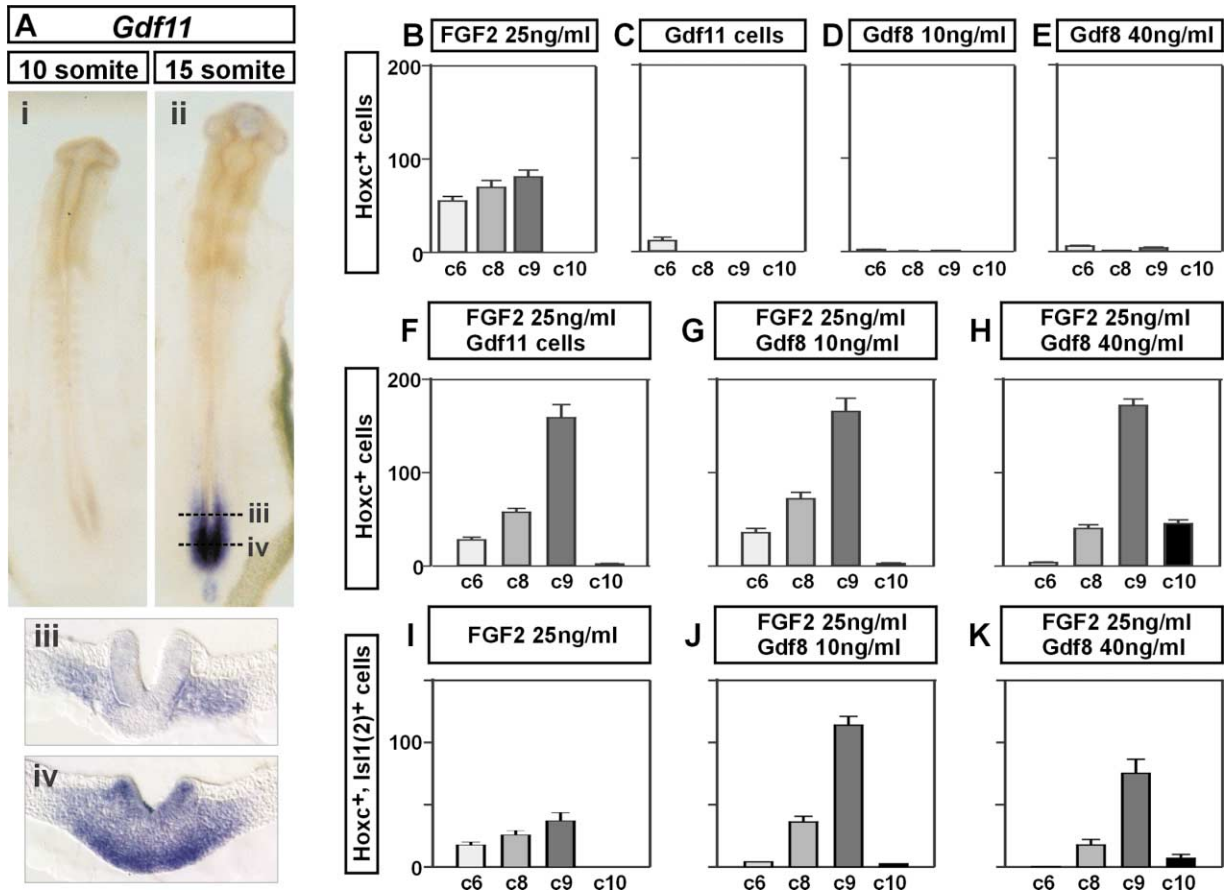 A
Gdf11
10 somite
15 somite
i
ii
iii
iv
iii
iv
B
FGF2 25ng/ml
C
Gdf11 cells
D
Gdf8 10ng/ml
E
Gdf8 40ng/ml
Hoxc+ cells
200
100
0
c6 c8 c9 c10
c6 c8 c9 c10
c6 c8 c9 c10
c6 c8 c9 c10
F
FGF2 25ng/ml
Gdf11 cells
G
FGF2 25ng/ml
Gdf8 10ng/ml
H
FGF2 25ng/ml
Gdf8 40ng/ml
Hoxc+ cells
200
100
0
c6 c8 c9 c10
c6 c8 c9 c10
c6 c8 c9 c10
I
FGF2 25ng/ml
J
FGF2 25ng/ml
Gdf8 10ng/ml
K
FGF2 25ng/ml
Gdf8 40ng/ml
Hoxc+, Isl1(2)+ cells
100
0
c6 c8 c9 c10
c6 c8 c9 c10
c6 c8 c9 c10